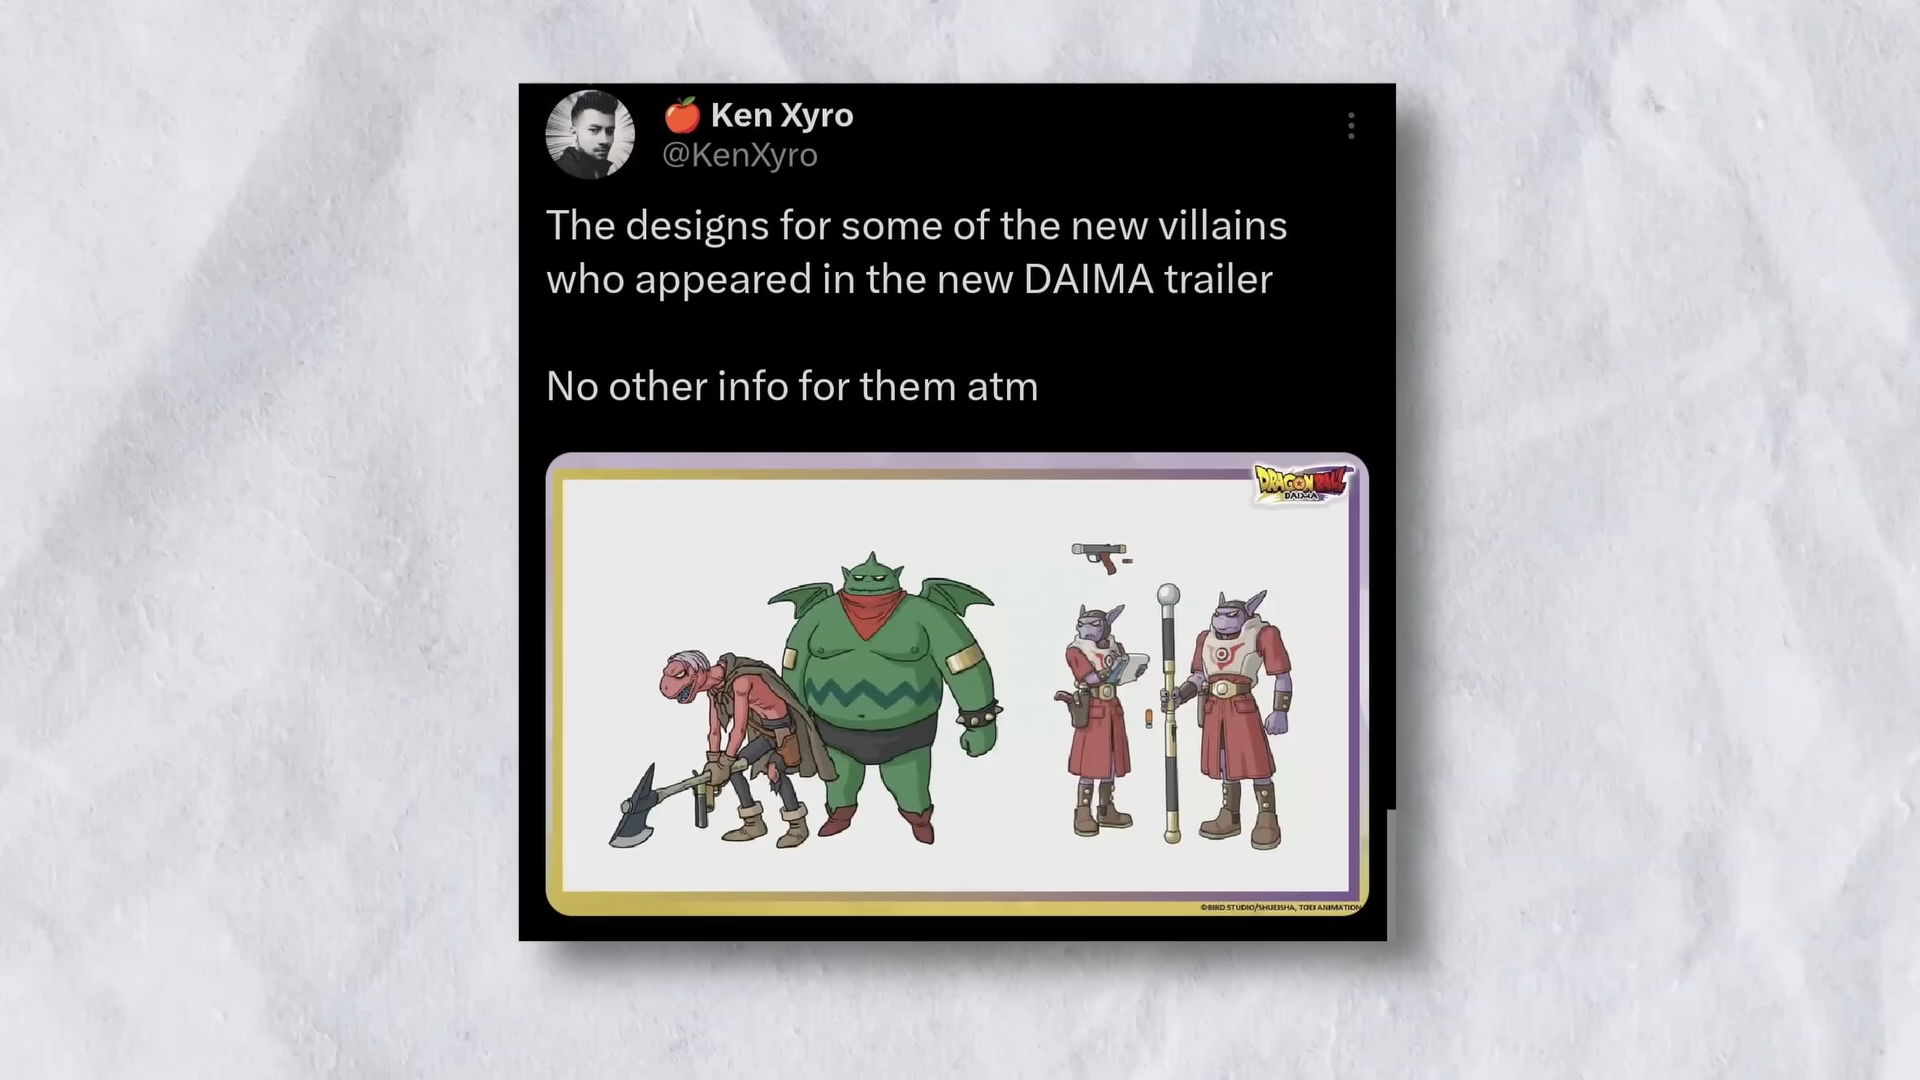 🍎 Ken Xyro
@KenXyro
The designs for some of the new villains
who appeared in the new DAIMA trailer
No other info for them atm
DRAGON BALL
DAIMA
©BIRD STUDIO/SHUEISHA, TOEI ANIMATION